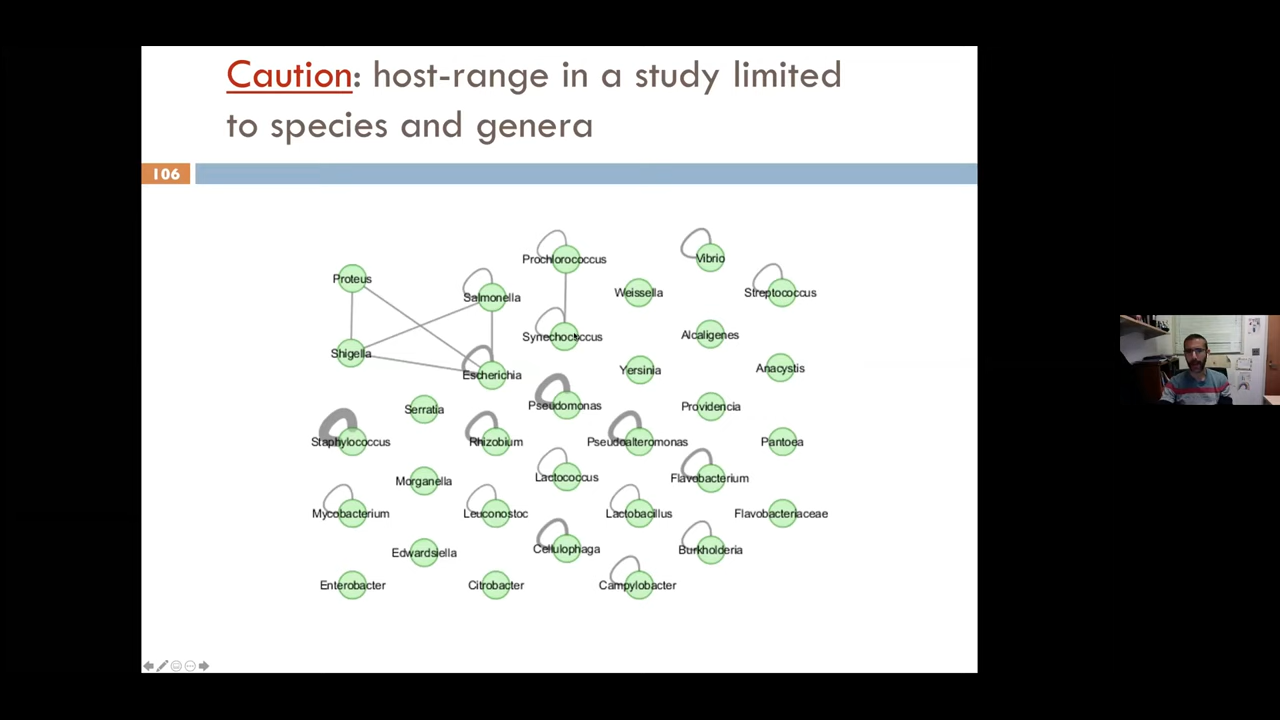 Caution: host-range in a study limited
to species and genera
106
Prochlorococcus
Vibrio
Proteus
Salmonella
Weissella
Streptococcus
Synechococcus
Alcaligenes
Shigella
Escherichia
Yersinia
Anacystis
Serratia
Pseudomonas
Providencia
Staphylococcus
Rhizobium
Pseudoalteromonas
Pantoea
Morganella
Lactococcus
Flavobacterium
Mycobacterium
Leuconostoc
Lactobacillus
Flavobacteriaceae
Edwardsiella
Cellulophaga
Burkholderia
Enterobacter
Citrobacter
Campylobacter